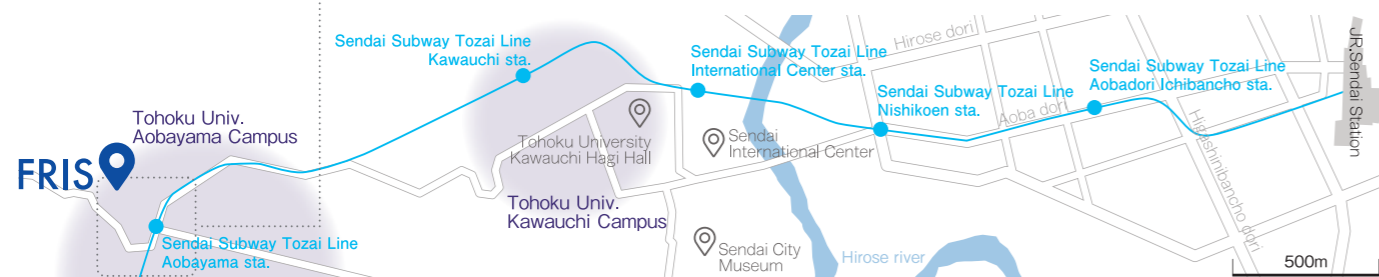 Sendai Subway Tozai Line
Kawauchi sta.
Sendai Subway Tozai Line
International Center sta.
Hirose dori
JR Sendai Station
Sendai Subway Tozai Line
Aobadori Ichibancho sta.
Sendai Subway Tozai Line
Nishikoen sta.
Aoba dori
Higashinibancho dori
Tohoku Univ.
Aobayama Campus
FRIS
Tohoku University
Kawauchi Hagi Hall
Sendai
International Center
Tohoku Univ.
Kawauchi Campus
Sendai Subway Tozai Line
Aobayama sta.
Sendai City
Museum
Hirose river
500m